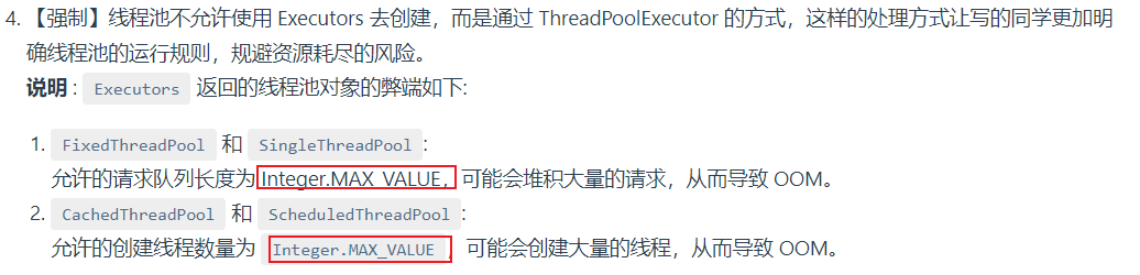 4. 【强制】线程池不允许使用 Executors 去创建，而是通过 ThreadPoolExecutor 的方式，这样的处理方式让写的同学更加明
确线程池的运行规则，规避资源耗尽的风险。
说明 : Executors 返回的线程池对象的弊端如下:
1. FixedThreadPool 和 SingleThreadPool :
允许的请求队列长度为 Integer.MAX_VALUE，可能会堆积大量的请求，从而导致 OOM。
2. CachedThreadPool 和 ScheduledThreadPool :
允许的创建线程数量为 Integer.MAX_VALUE ，可能会创建大量的线程，从而导致 OOM。